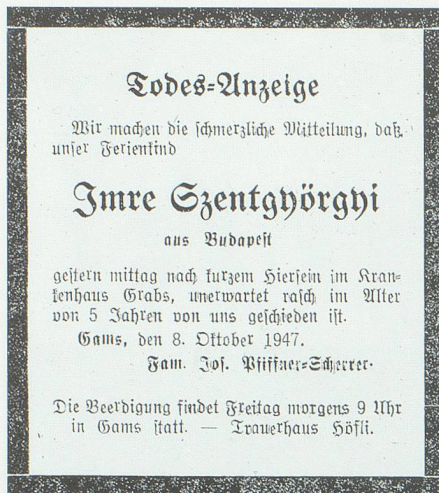 Todes-Anzeige
Wir machen die schmerzliche Mitteilung, daß
unser Ferienkind
Imre Szentgyörgyi
aus Budapest
gestern mittag nach kurzem Hiersein im Kran-
kenhaus Grabs, unerwartet rasch im Alter
von 5 Jahren von uns geschieden ist.
Gams, den 8. Oktober 1947.
Fam. Jos. Pfiffner-Scherrer.
Die Beerdigung findet Freitag morgens 9 Uhr
in Gams statt. — Trauerhaus Höfli.